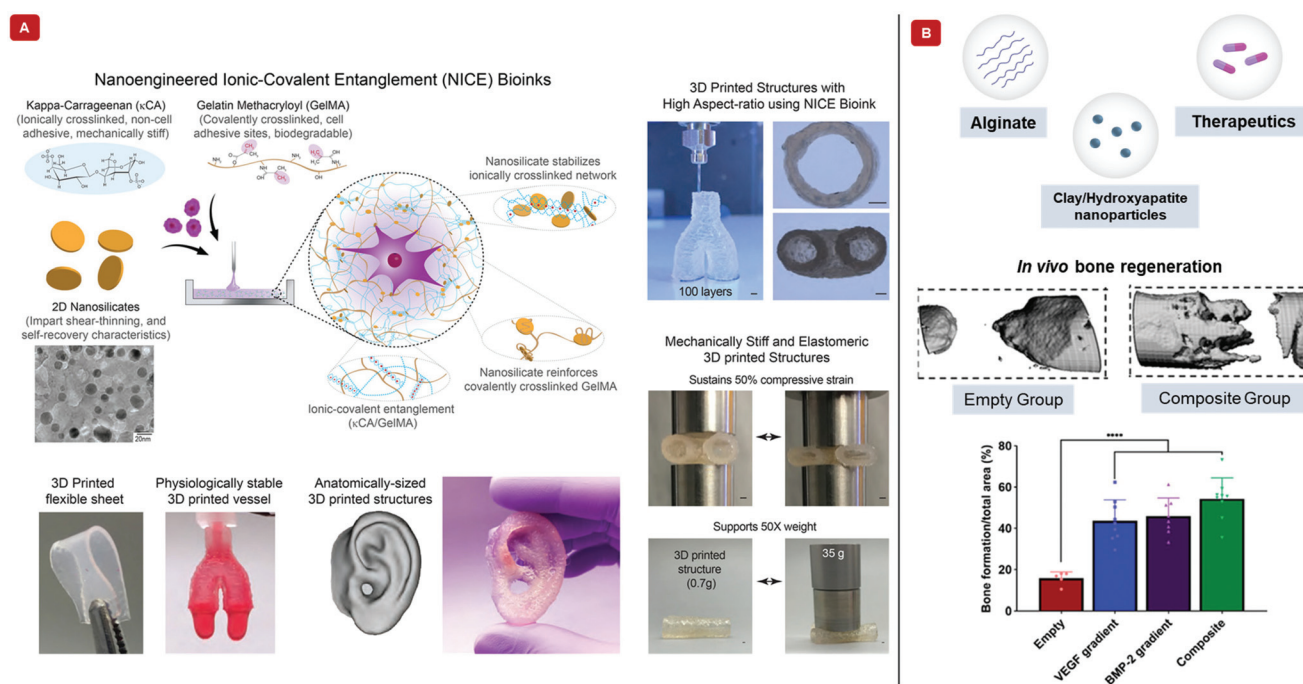 A
Nanoengineered Ionic-Covalent Entanglement (NICE) Bioinks
Kappa-Carrageenan (κCA)
(Ionically crosslinked, non-cell
adhesive, mechanically stiff)
Gelatin Methacryloyl (GelMA)
(Covalently crosslinked, cell
adhesive sites, biodegradable)
2D Nanosilicates
(Impart shear-thinning, and
self-recovery characteristics)
20nm
Nanosilicate stabilizes
ionically crosslinked network
Nanosilicate reinforces
covalently crosslinked GelMA
Ionic-covalent entanglement
(κCA/GelMA)
3D Printed
flexible sheet
Physiologically stable
3D printed vessel
Anatomically-sized
3D printed structures
3D Printed Structures with
High Aspect-ratio using NICE Bioink
100 layers
Mechanically Stiff and Elastomeric
3D printed Structures
Sustains 50% compressive strain
Supports 50X weight
3D printed
structure
(0.7g)
35 g
B
Alginate
Therapeutics
Clay/Hydroxyapatite
nanoparticles
In vivo bone regeneration
Empty Group
Composite Group
Bone formation/total area (%)
80
60
40
20
0
****
Empty
VEGF gradient
BMP-2 gradient
Composite